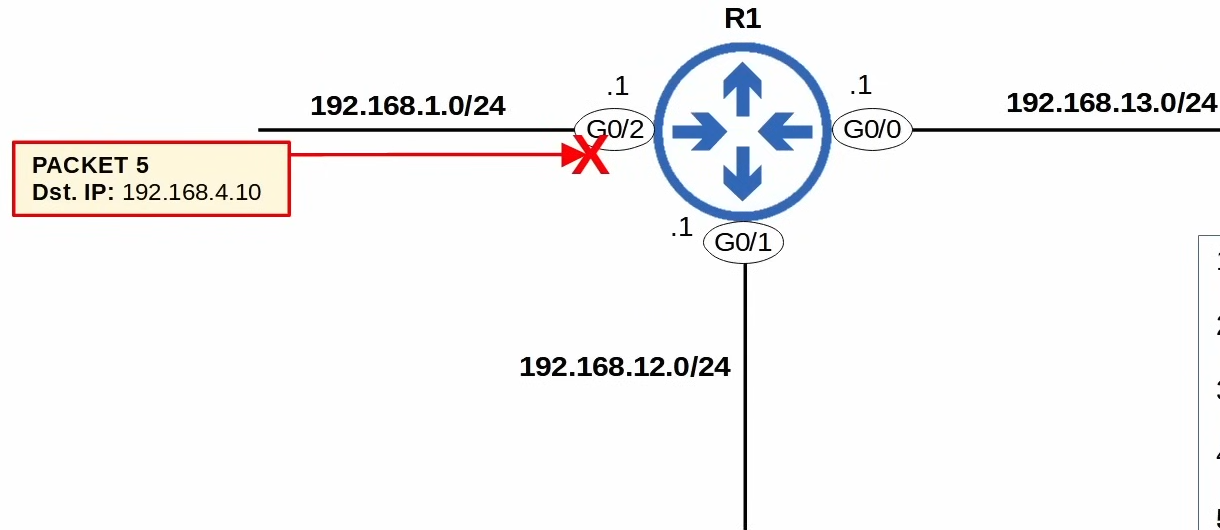 R1
.1
.1
192.168.1.0/24
192.168.13.0/24
G0/2
G0/0
X
PACKET 5
Dst. IP: 192.168.4.10
.1
G0/1
192.168.12.0/24